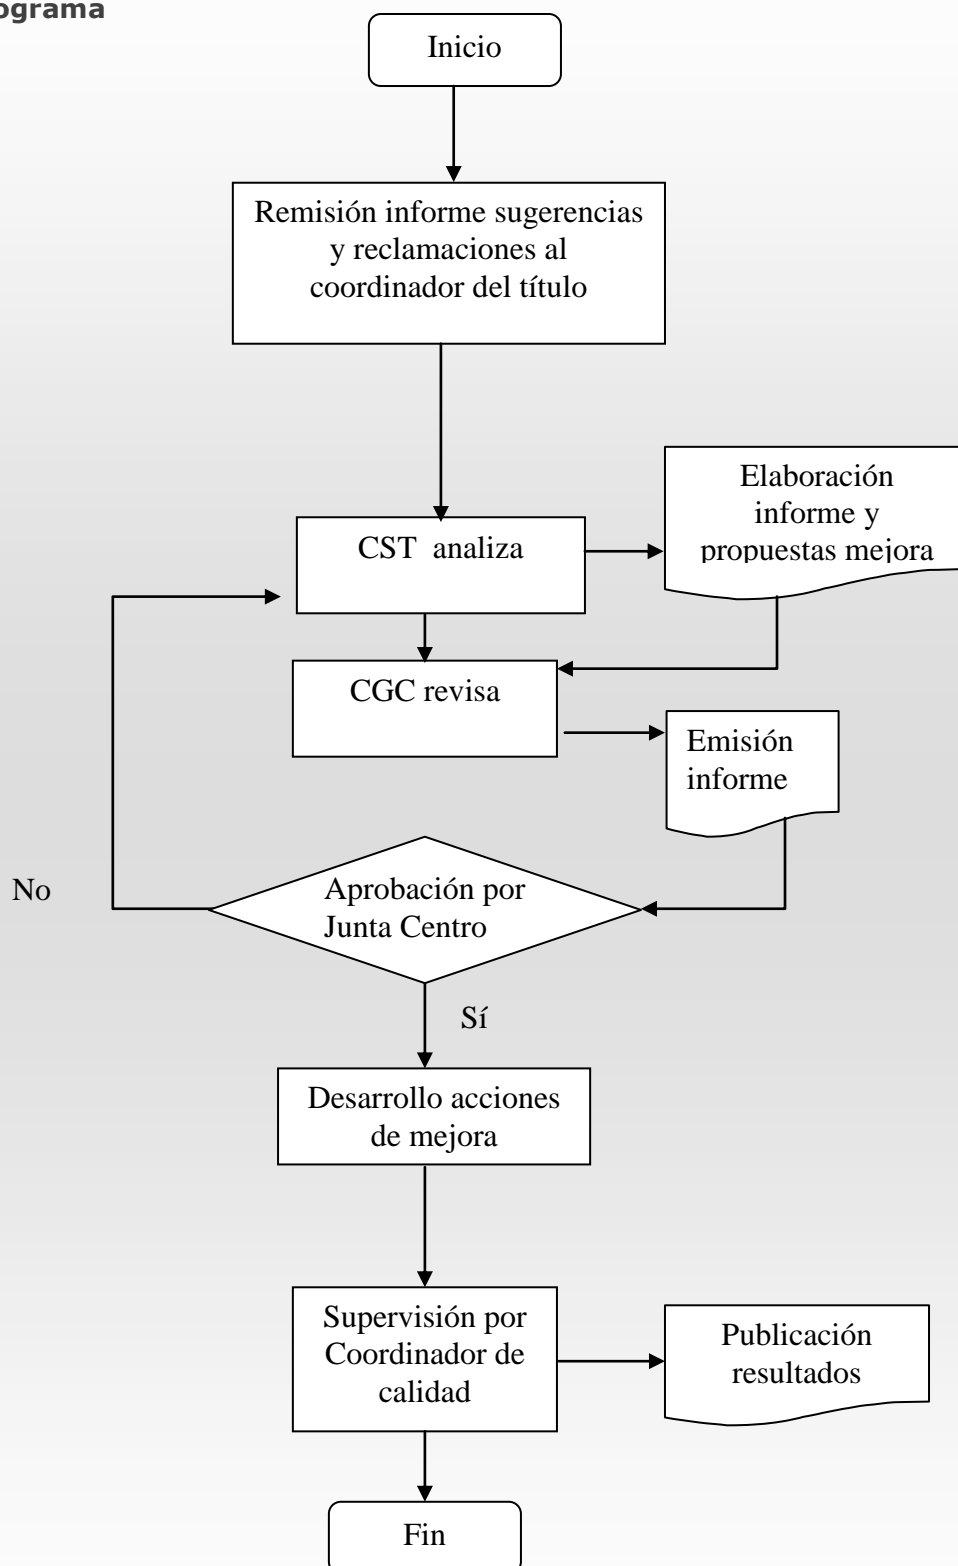 ograma
Inicio
Remisión informe sugerencias
y reclamaciones al
coordinador del título
Elaboración
informe y
propuestas mejora
CST  analiza
CGC revisa
Emisión
informe
No
Aprobación por
Junta Centro
Sí
Desarrollo acciones
de mejora
Supervisión por
Coordinador de
calidad
Publicación
resultados
Fin